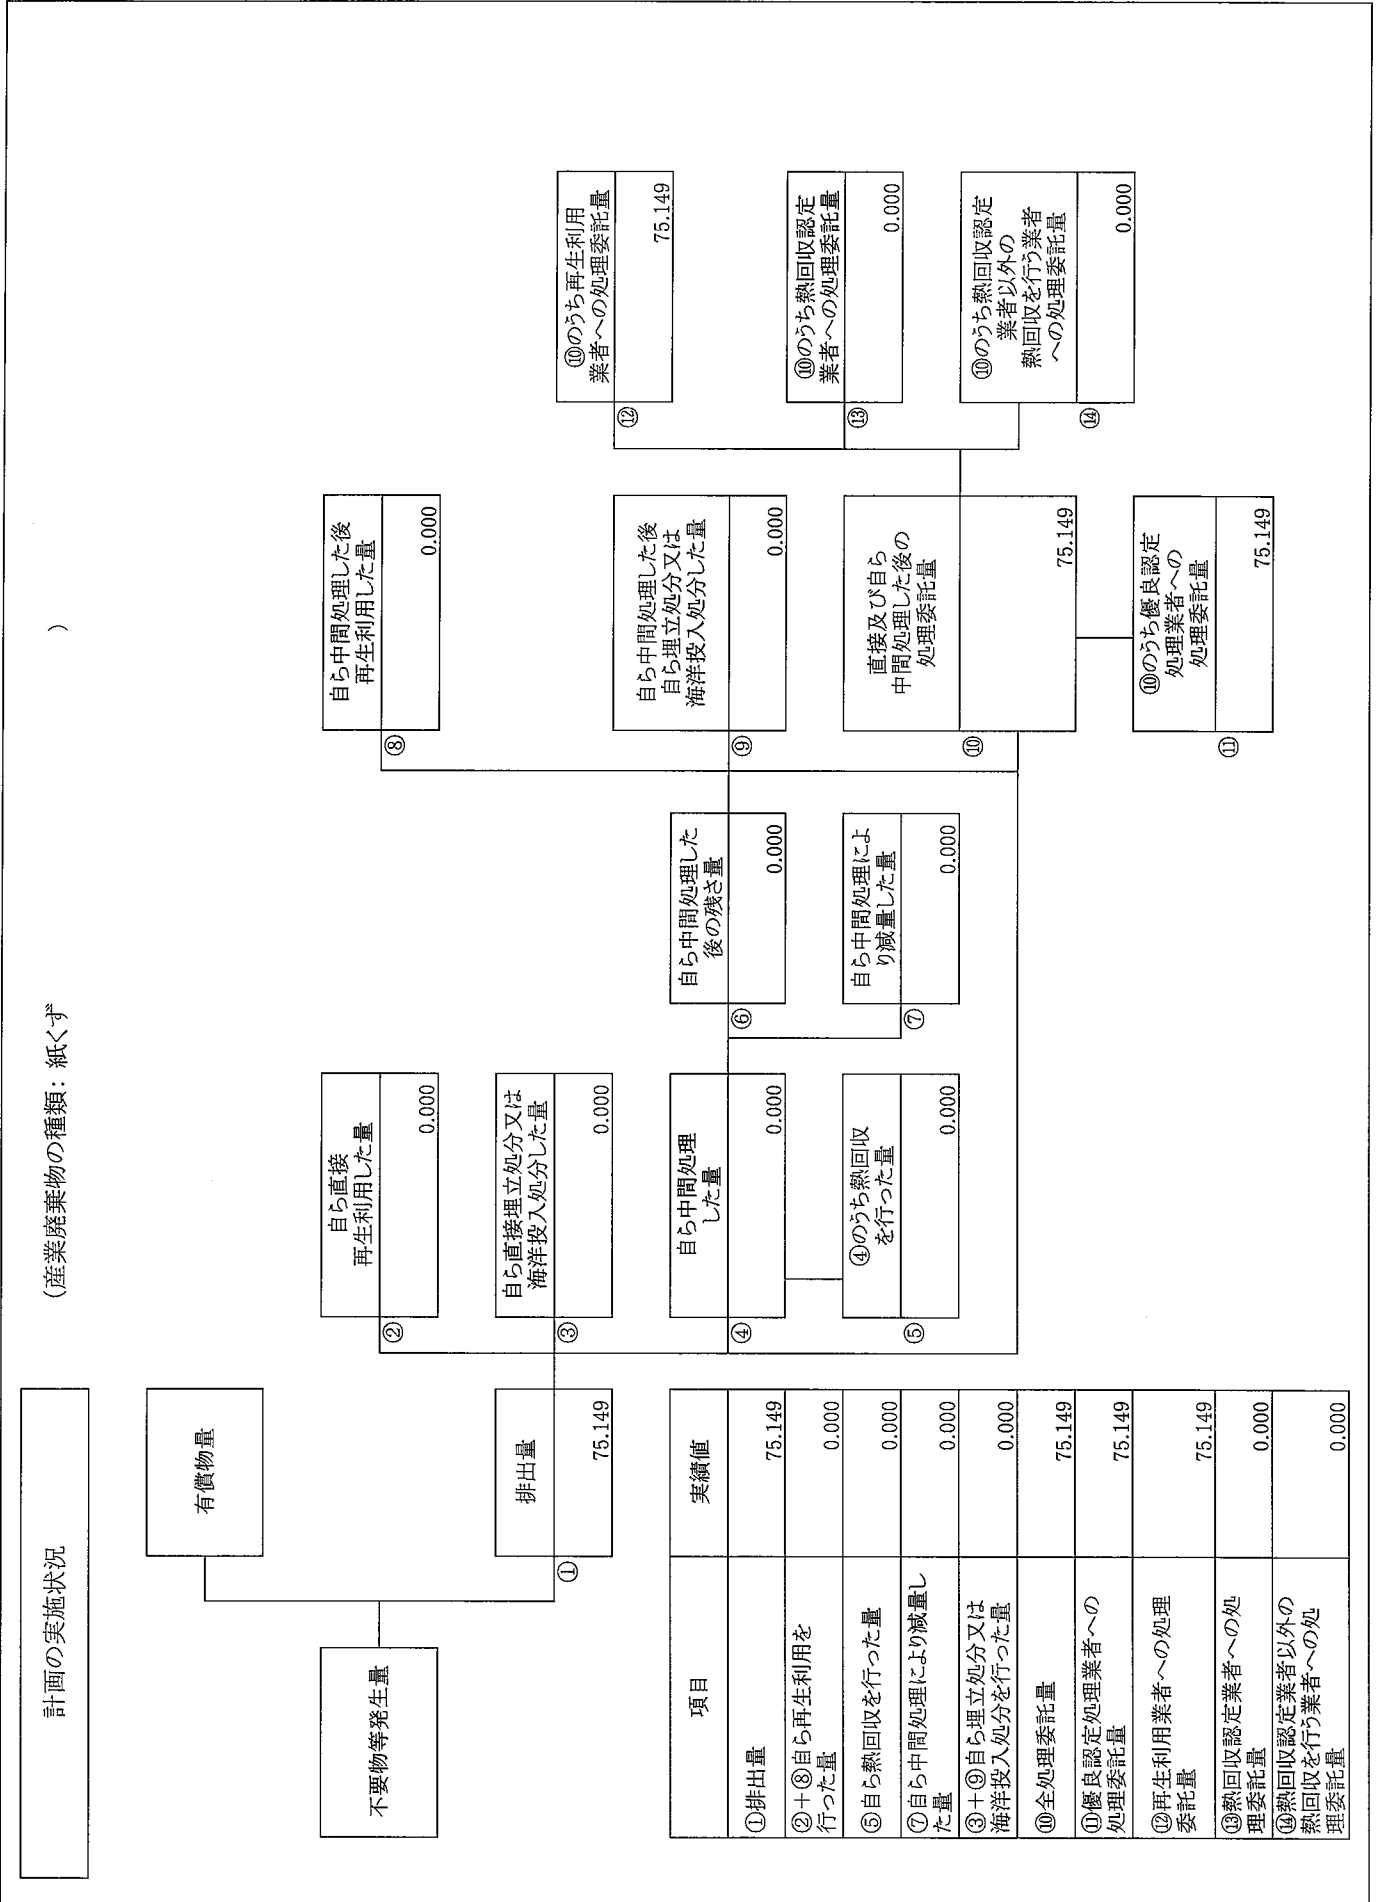 計画の実施状況
(産業廃棄物の種類: 紙くず
)
不要物等発生量
有償物量
①
排出量
75.149
②
自ら直接
再生利用した量
0.000
③
自ら直接埋立処分又は
海洋投入処分した量
0.000
④
自ら中間処理
した量
0.000
⑤
④のうち熱回収
を行った量
0.000
⑥
自ら中間処理した
後の残さ量
0.000
⑦
自ら中間処理によ
り減量した量
0.000
⑧
自ら中間処理した後
再生利用した量
0.000
⑨
自ら中間処理した後
自ら埋立処分又は
海洋投入処分した量
0.000
⑩
直接及び自ら
中間処理した後の
処理委託量
75.149
⑪
⑩のうち優良認定
処理業者への
処理委託量
75.149
⑫
⑩のうち再生利用
業者への処理委託量
75.149
⑬
⑩のうち熱回収認定
業者への処理委託量
0.000
⑭
⑩のうち熱回収認定
業者以外の
熱回収を行う業者
への処理委託量
0.000
項目
実績値
①排出量
75.149
②+⑧自ら再生利用を
行った量
0.000
⑤自ら熱回収を行った量
0.000
⑦自ら中間処理により減量し
た量
0.000
③+⑨自ら埋立処分又は
海洋投入処分を行った量
0.000
⑩全処理委託量
75.149
⑪優良認定処理業者への
処理委託量
75.149
⑫再生利用業者への処理
委託量
75.149
⑬熱回収認定業者への処
理委託量
0.000
⑭熱回収認定業者以外の
熱回収を行う業者への処
理委託量
0.000